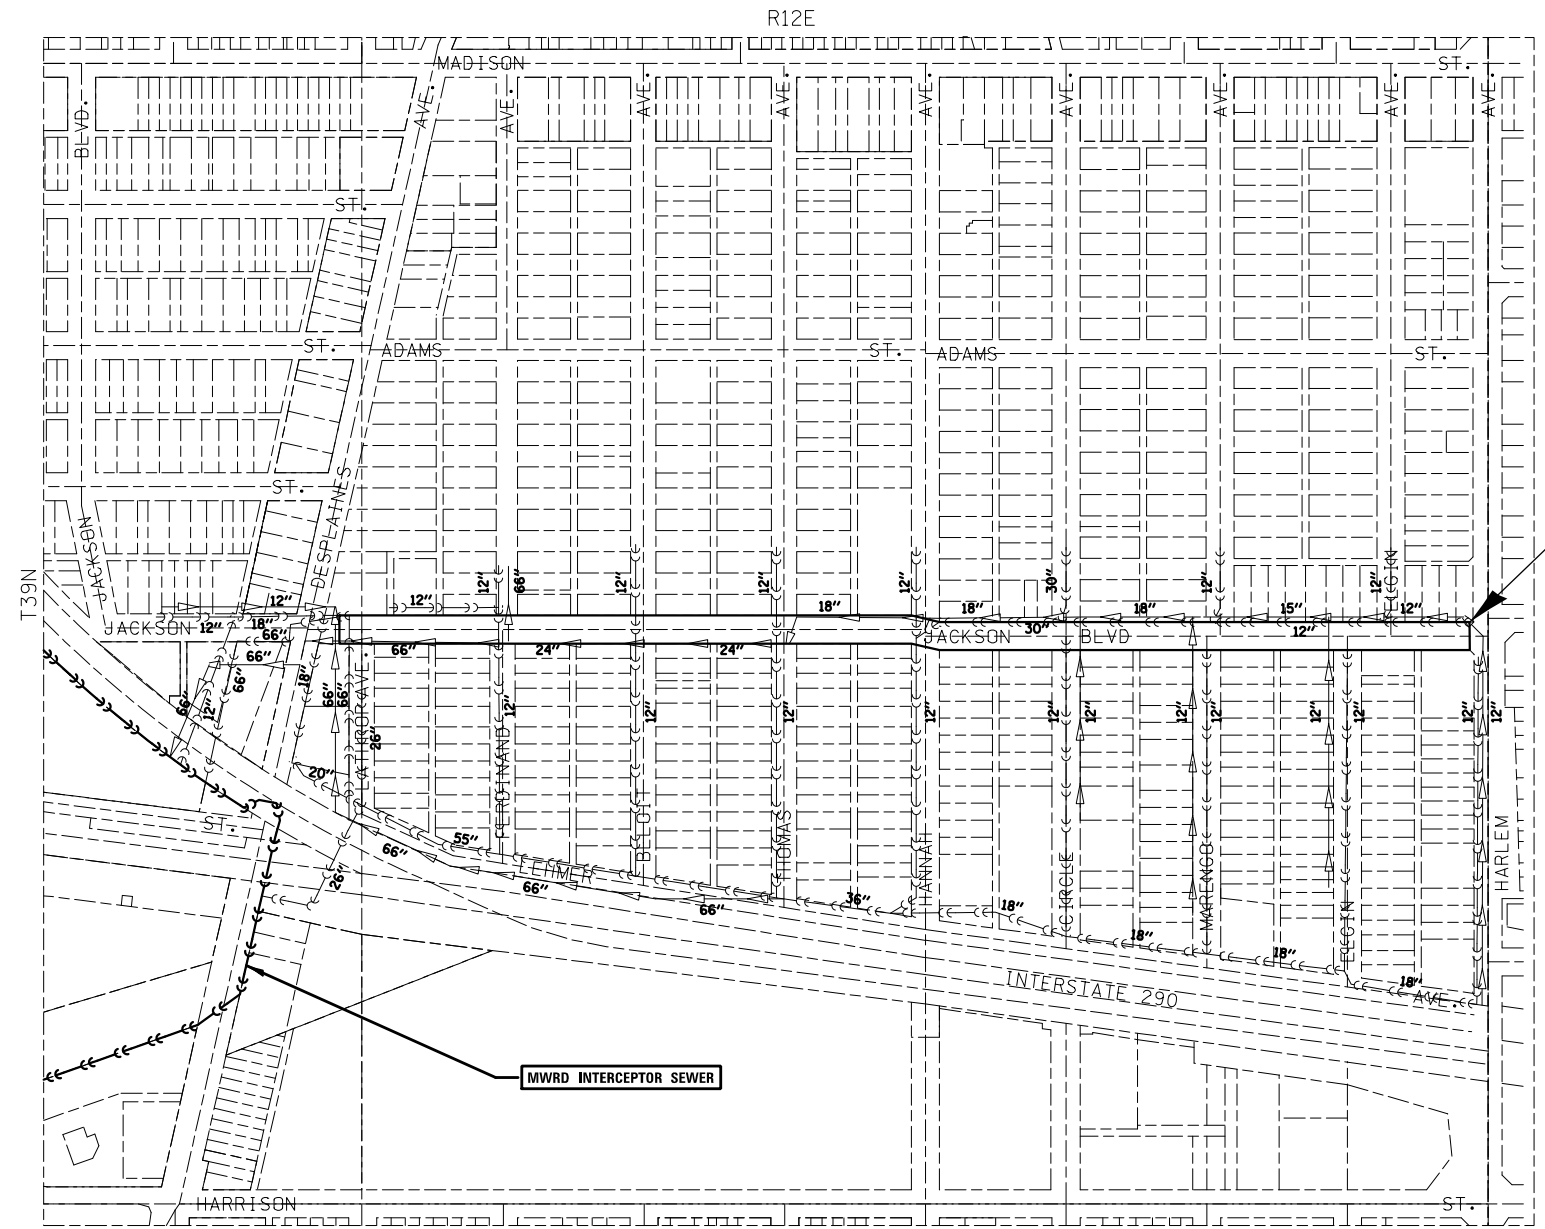 R12E
MADISON
ST.
BLVD.
AVE.
AVE.
AVE.
AVE.
AVE.
AVE.
AVE.
AVE.
AVE.
ST.
ST.
ADAMS
ST.
ADAMS
ST.
ST.
DESPLAINES
JACKSON
T39N
12"
66"
12"
12"
12"
30"
12"
12"
ELGIN
12"
12"
18"
18"
18"
15"
12"
JACKSON
12"
18"
66"
30"
JACKSON
BLVD
12"
66"
66"
24"
24"
66"
18"
66"
66"
LATHROP AVE.
26"
66"
12"
12"
12"
12"
12"
12"
12"
12"
12"
12"
12"
12"
12"
FERDINAND
BELOIT
THOMAS
HANNAH
CIRCLE
MARENGO
ELGIN
HARLEM
20"
ST.
55"
66"
LEHMER
66"
66"
36"
26"
18"
18"
18"
18"
AVE.
INTERSTATE 290
MWRD INTERCEPTOR SEWER
HARRISON
ST.